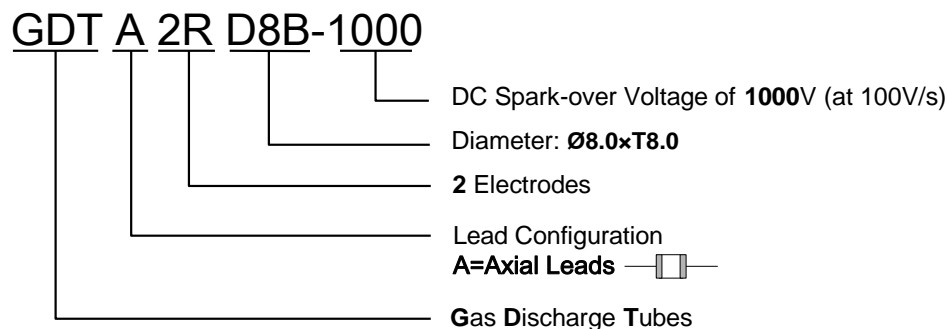 GDT A 2R D8B-1000
DC Spark-over Voltage of 1000V (at 100V/s)
Diameter: Ø8.0×T8.0
2 Electrodes
Lead Configuration
A=Axial Leads
Gas Discharge Tubes